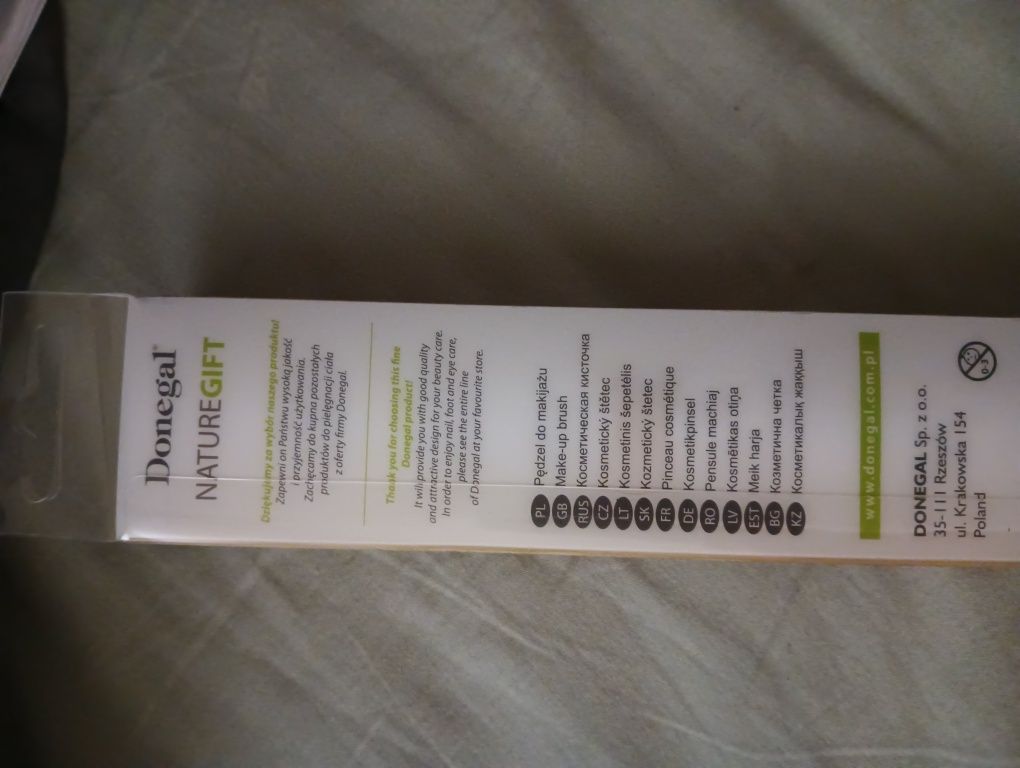 Donegal®
NATUREGIFT
Dziękujemy za wybór naszego produktu!
Zapewni on Państwu wysoką jakość
i przyjemność użytkowania.
Zachęcamy do kupna pozostałych
produktów do pielęgnacji ciała
z oferty firmy Donegal.
Thank you for choosing this fine
Donegal product!
It will provide you with good quality
and attractive design for your beauty care.
In order to enjoy nail, foot and eye care,
please see the entire line
of Donegal at your favourite store.
PL Pędzel do makijażu
GB Make-up brush
RUS Косметическая кисточка
CZ Kosmetický štětec
LT Kosmetinis šepetėlis
SK Kozmetický štetec
FR Pinceau cosmétique
DE Kosmetikpinsel
RO Pensule machiaj
LV Kosmētikas otiņa
EST Meik harja
BG Козметична четка
KZ Косметикалық жаққыш
www.donegal.com.pl
DONEGAL Sp. z o.o.
35-111 Rzeszów
ul. Krakowska 154
Poland
0-3